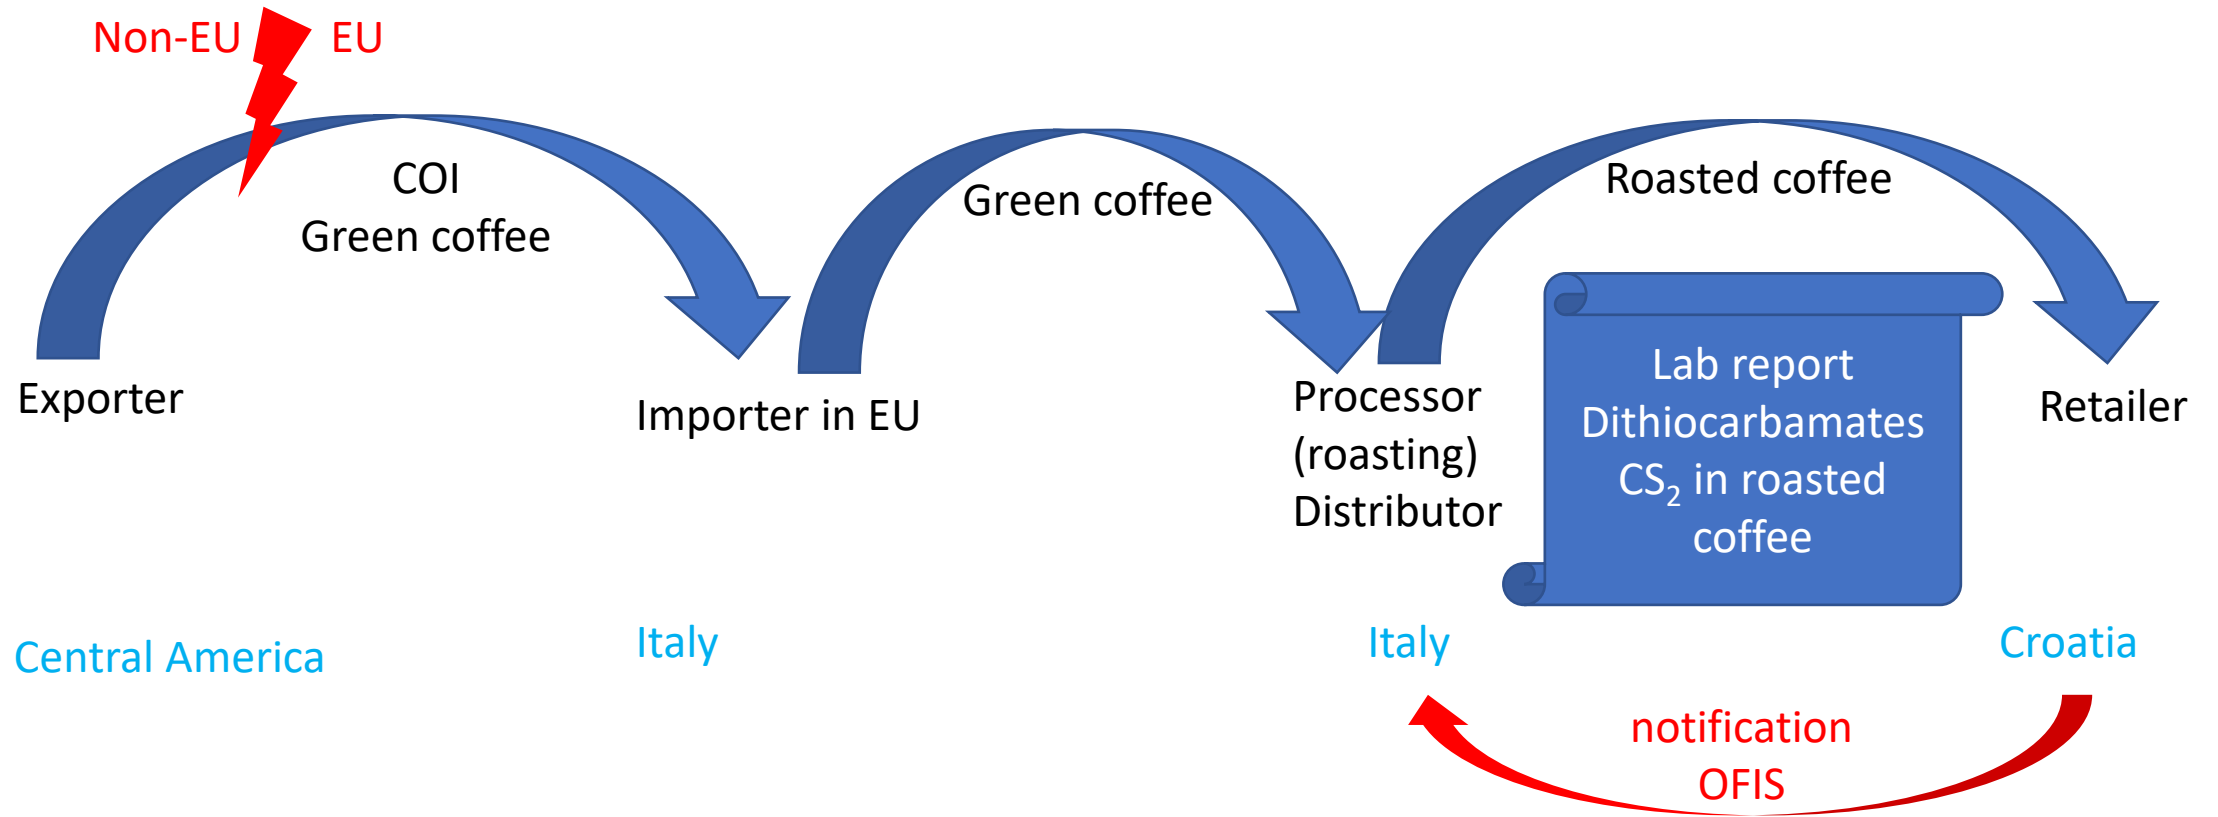 Non-EU
EU
COI
Green coffee
Green coffee
Roasted coffee
Exporter
Importer in EU
Processor
(roasting)
Distributor
Lab report
Dithiocarbamates
CS₂ in roasted
coffee
Retailer
Central America
Italy
Italy
Croatia
notification
OFIS